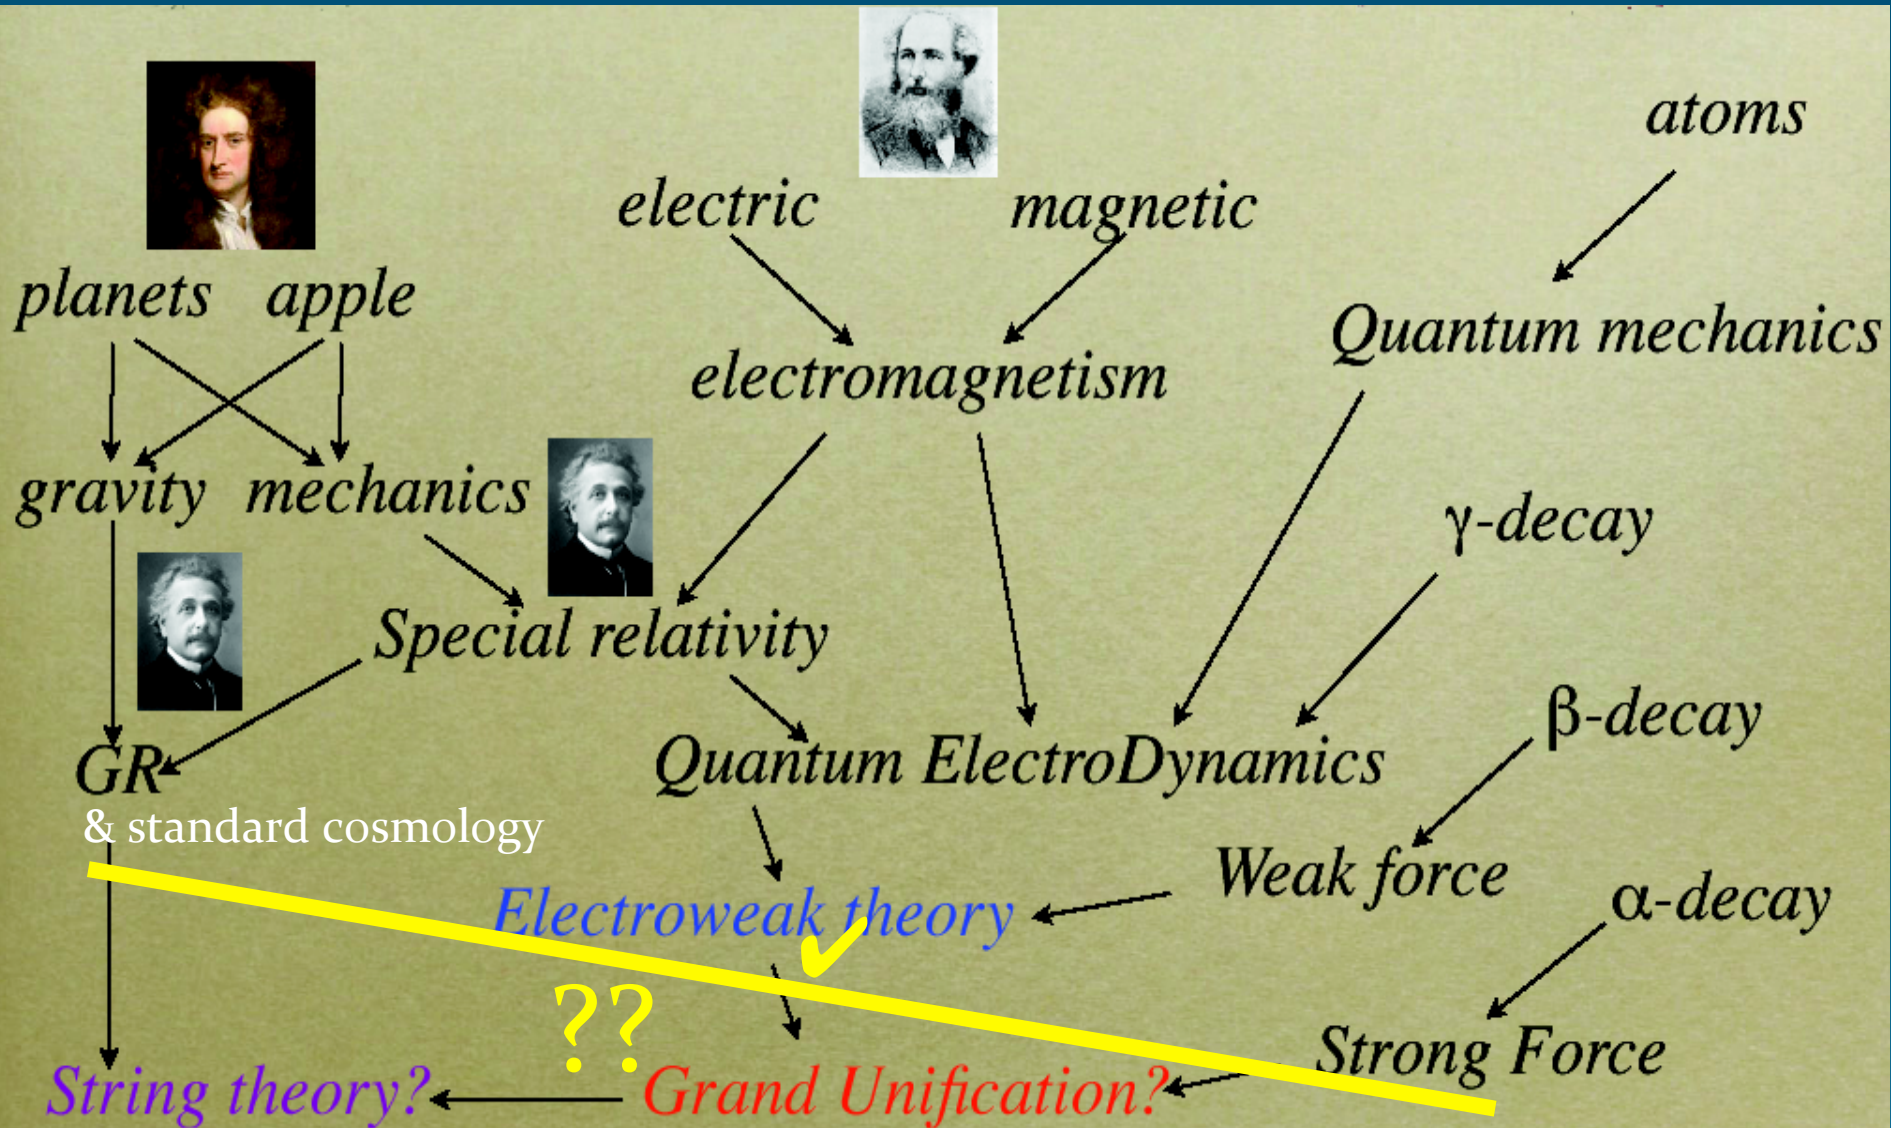 atoms
electric magnetic
planets apple
Quantum mechanics
electromagnetism
gravity mechanics
γ-decay
Special relativity
β-decay
GR
Quantum ElectroDynamics
& standard cosmology
Weak force
α-decay
Electroweak theory
✓
??
Strong Force
String theory? Grand Unification?